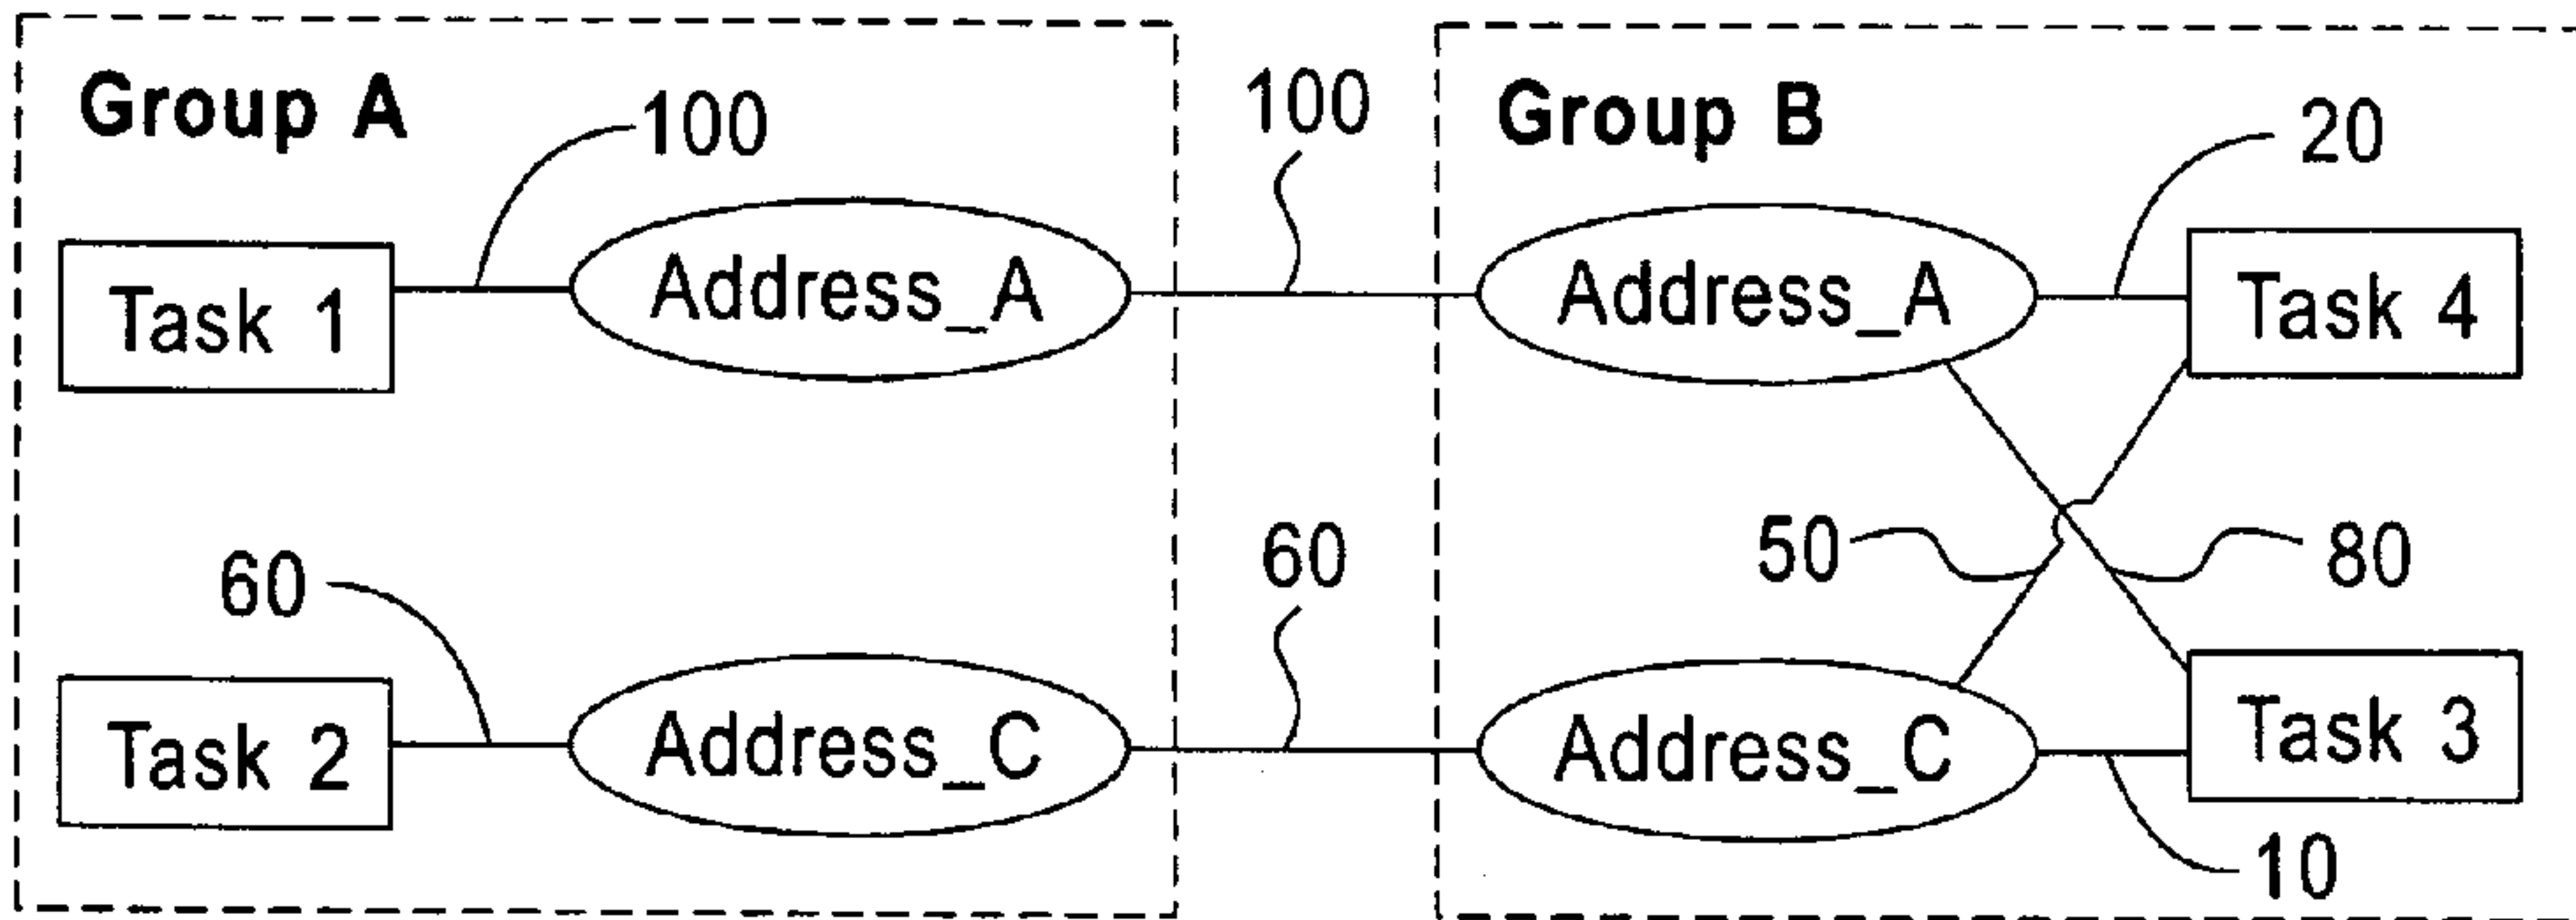 Group A
100
100
Group B
20
Task 1
Address_A
Address_A
Task 4
60
60
50
80
Task 2
Address_C
Address_C
Task 3
10